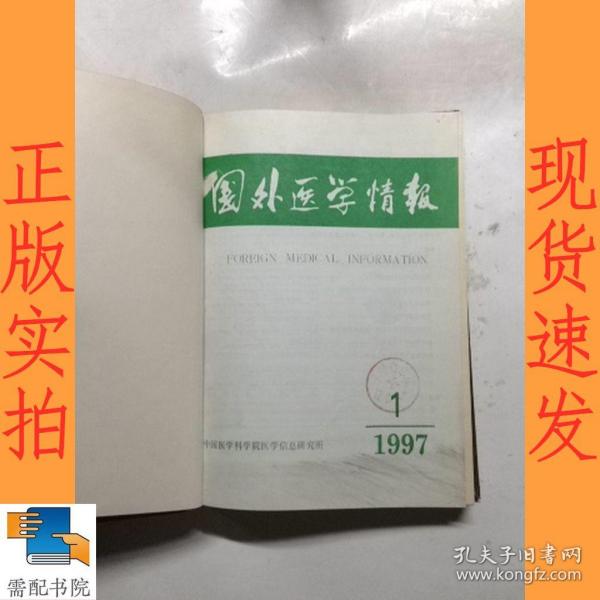 正版实拍
国外医学情报
FOREIGN MEDICAL INFORMATION
1
1997
中国医学科学院医学信息研究所
现货速发
需配书院
孔夫子旧书网
www.kongfz.com